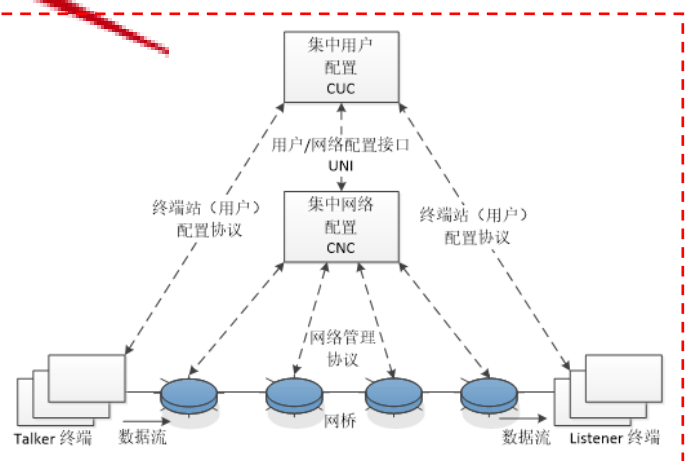 集中用户
配置
CUC
用户/网络配置接口
UNI
集中网络
配置
CNC
终端站（用户）
配置协议
终端站（用户）
配置协议
网络管理
协议
网桥
Talker 终端
数据流
数据流
Listener 终端